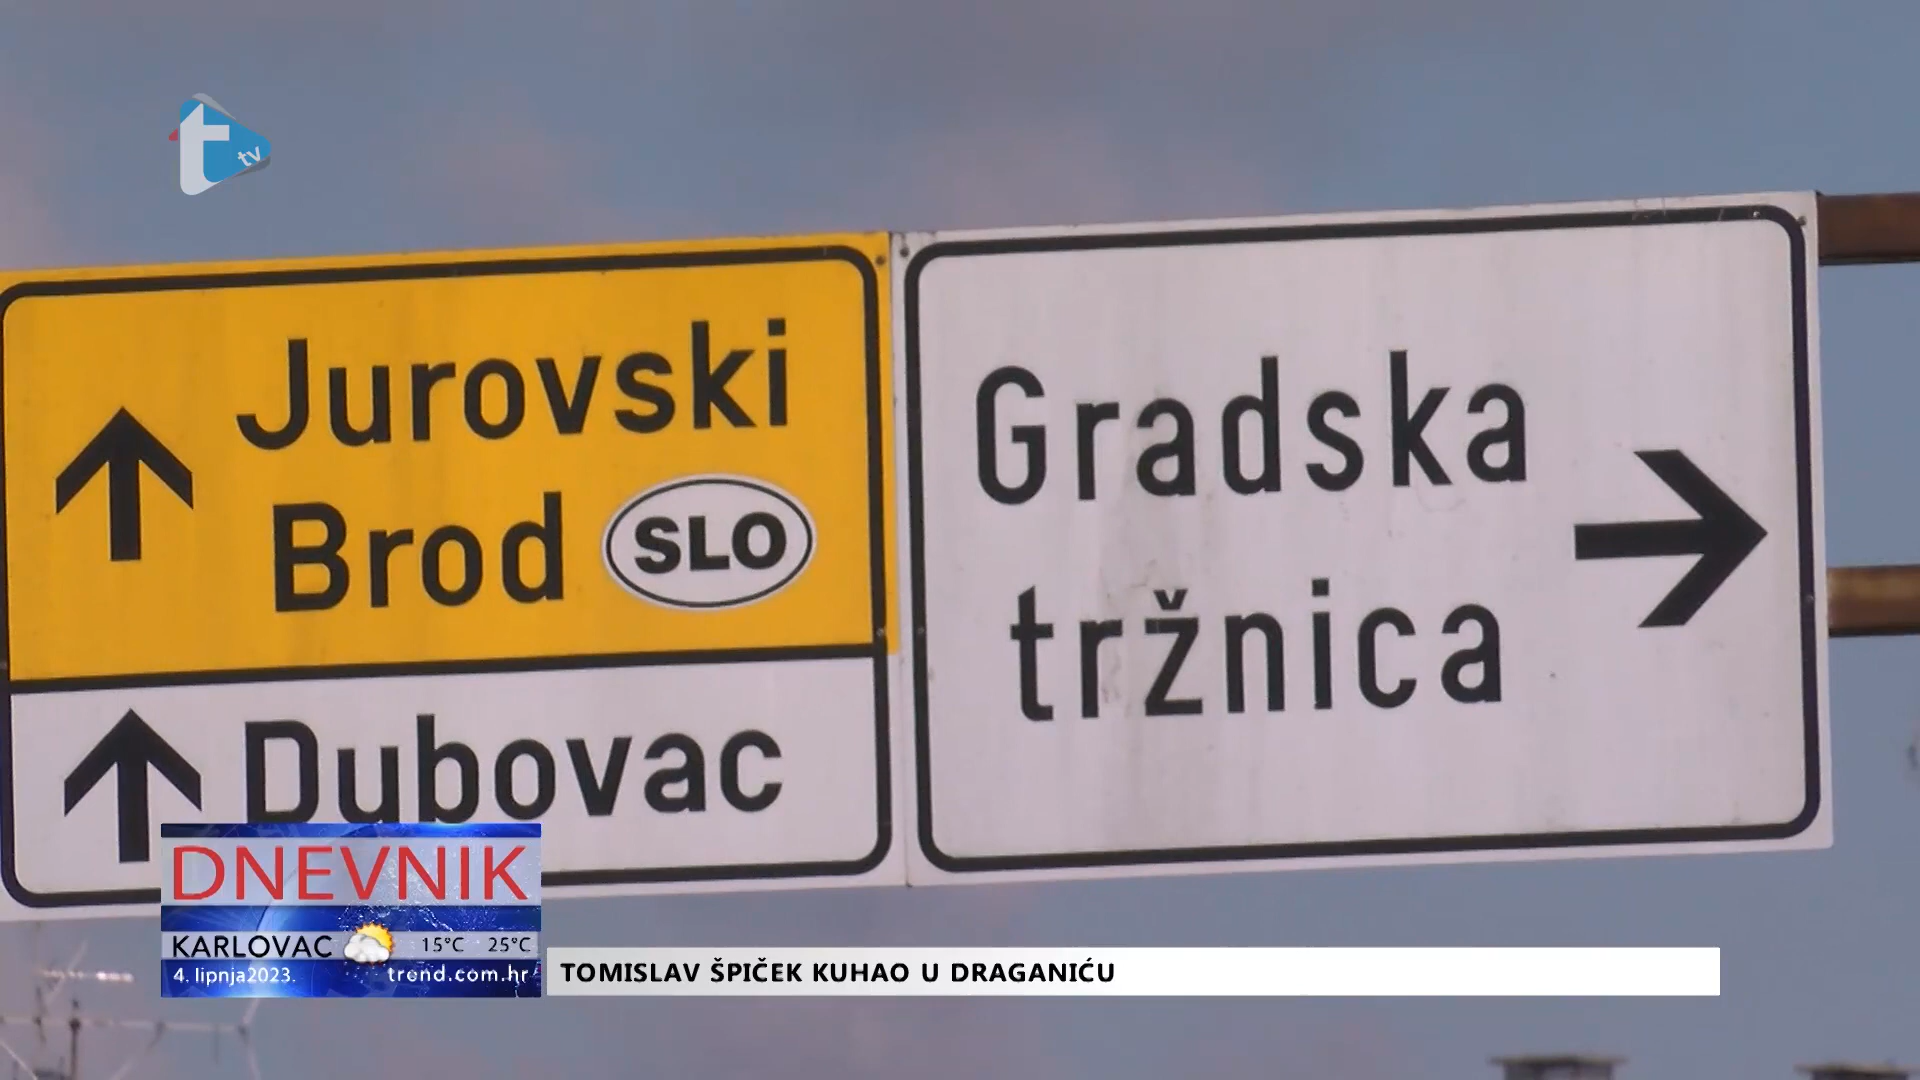 t tv
Jurovski
Brod SLO
Dubovac
Gradska
tržnica
DNEVNIK
KARLOVAC 15°C 25°C
4. lipnja2023. trend.com.hr
TOMISLAV ŠPIČEK KUHAO U DRAGANIĆU